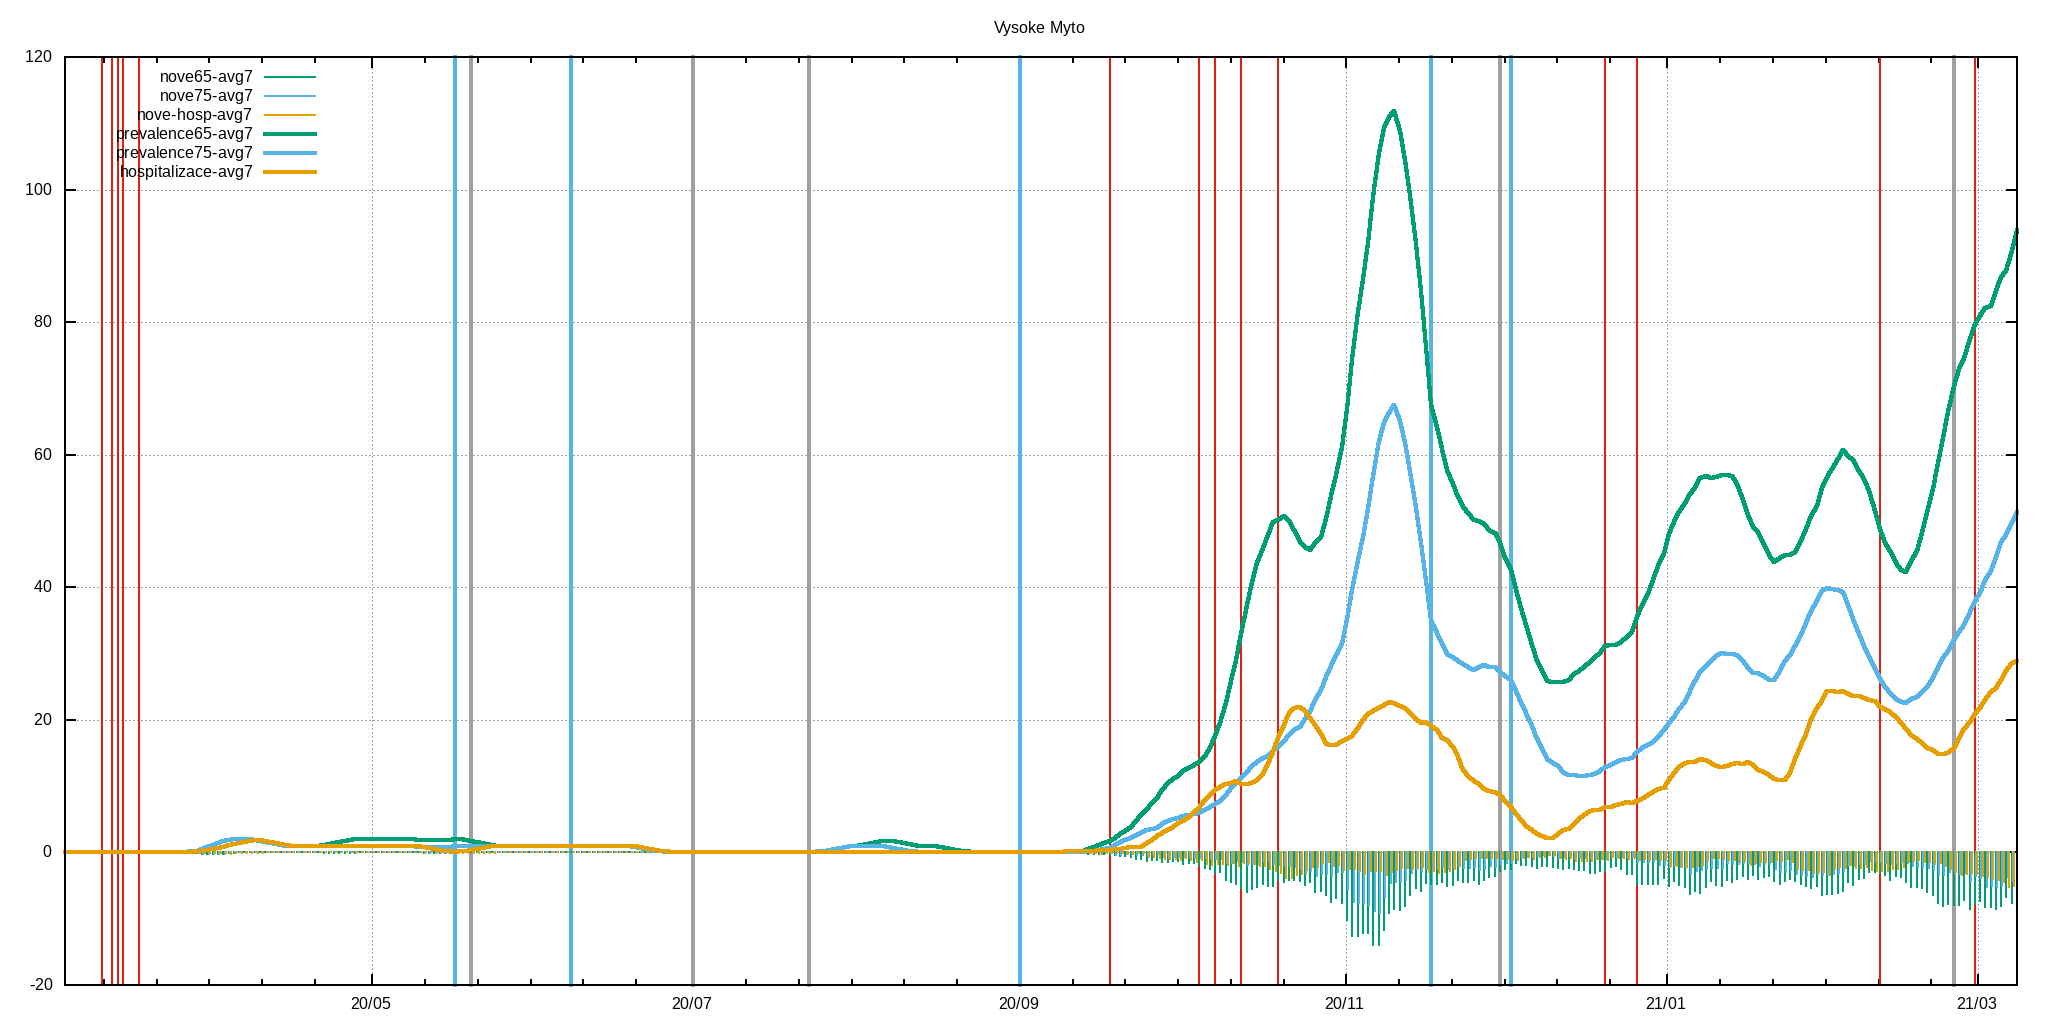 Vysoke Myto
120
100
80
60
40
20
0
-20
nove65-avg7
nove75-avg7
nove-hosp-avg7
prevalence65-avg7
prevalence75-avg7
hospitalizace-avg7
20/05
20/07
20/09
20/11
21/01
21/03